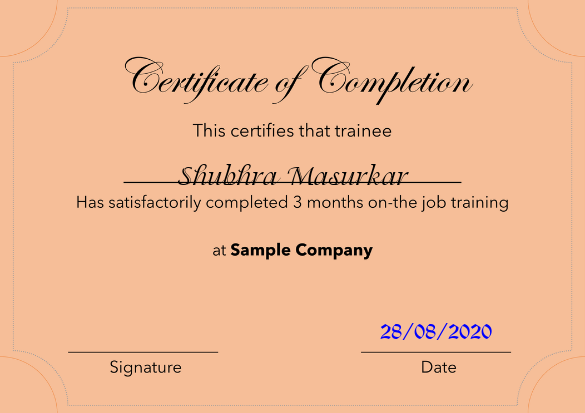 Certificate of Completion
This certifies that trainee
Shubhra Masurkar
Has satisfactorily completed 3 months on-the job training
at Sample Company
28/08/2020
Signature
Date